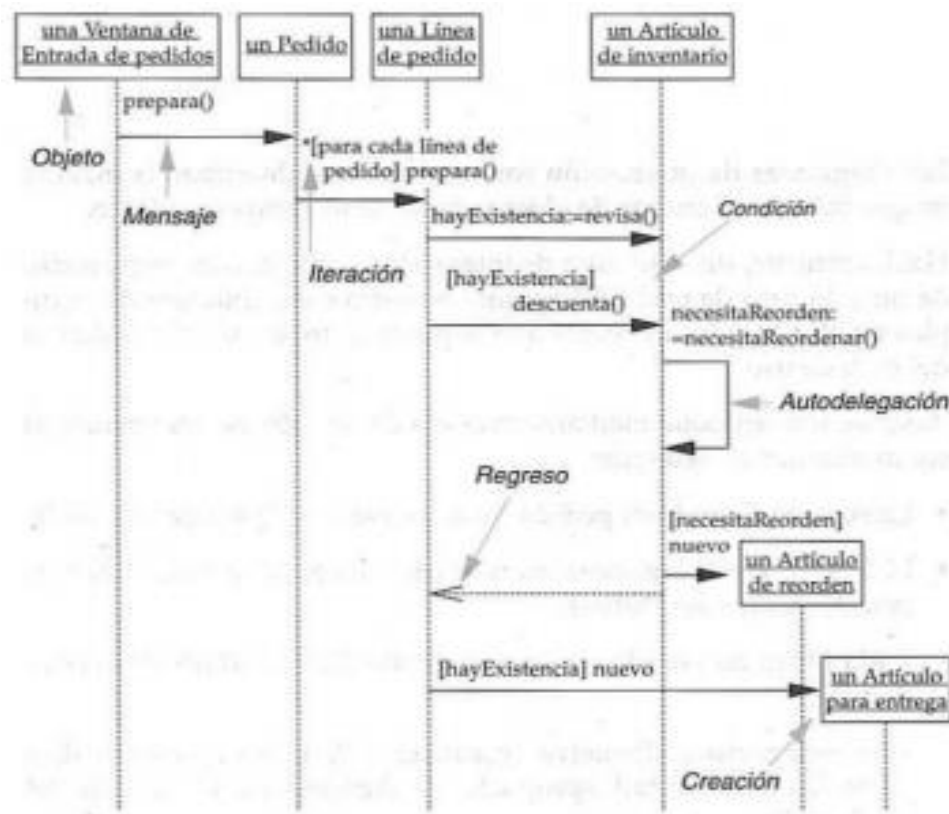 una Ventana de
Entrada de pedidos
un Pedido
una Línea
de pedido
un Artículo
de inventario
prepara()
Objeto
*[para cada línea de
pedido] prepara()
Mensaje
hayExistencia:=revisa()
Condición
Iteración
[hayExistencia]
descuenta()
necesitaReorden:
=necesitaReordenar()
Autodelegación
Regreso
[necesitaReorden]
nuevo
un Artículo
de reorden
[hayExistencia] nuevo
un Artículo
para entrega
Creación